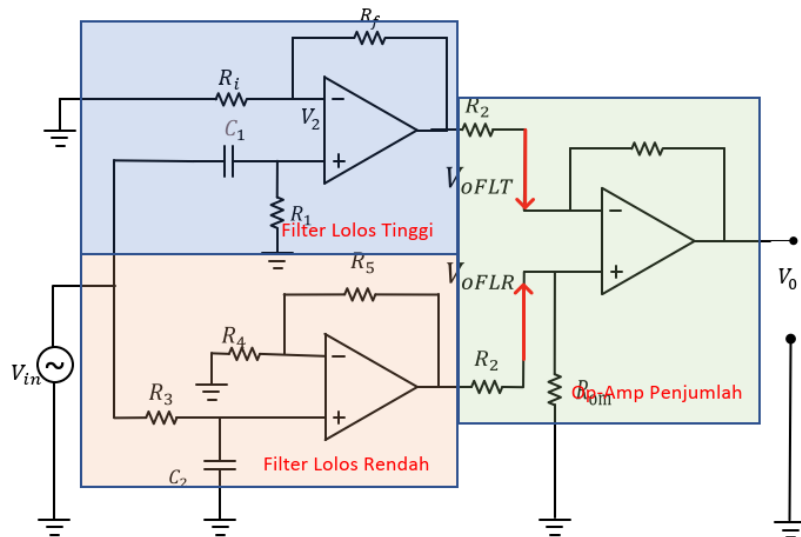 R_f
R_i
V_2
C_1
R_2
V_oFLT
R_1
Filter Lolos Tinggi
R_5
V_oFLR
V_0
R_4
V_in
R_3
R_2
R_om
Op-Amp Penjumlah
C_2
Filter Lolos Rendah